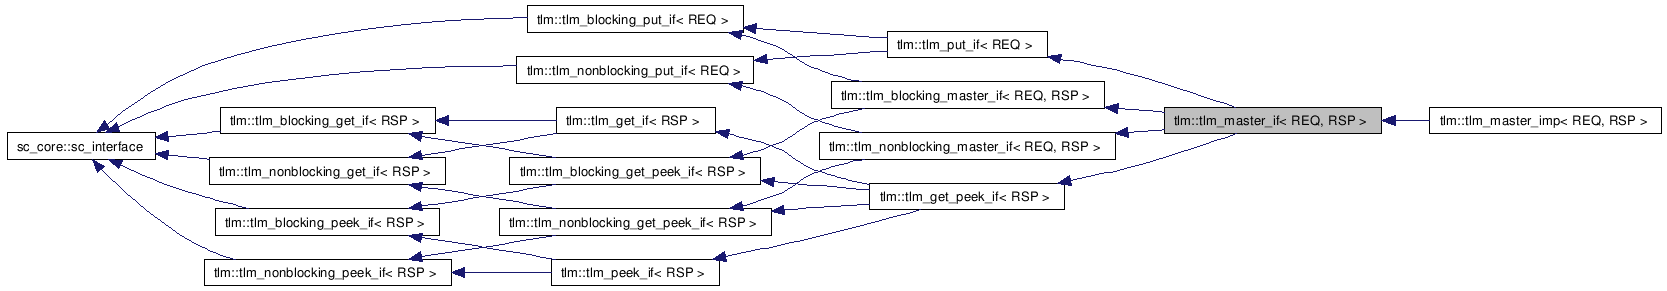 tlm::tlm_blocking_put_if< REQ >
tlm::tlm_put_if< REQ >
tlm::tlm_nonblocking_put_if< REQ >
tlm::tlm_blocking_master_if< REQ, RSP >
tlm::tlm_blocking_get_if< RSP >
tlm::tlm_get_if< RSP >
tlm::tlm_master_if< REQ, RSP >
tlm::tlm_master_imp< REQ, RSP >
sc_core::sc_interface
tlm::tlm_nonblocking_master_if< REQ, RSP >
tlm::tlm_nonblocking_get_if< RSP >
tlm::tlm_blocking_get_peek_if< RSP >
tlm::tlm_get_peek_if< RSP >
tlm::tlm_blocking_peek_if< RSP >
tlm::tlm_nonblocking_get_peek_if< RSP >
tlm::tlm_nonblocking_peek_if< RSP >
tlm::tlm_peek_if< RSP >